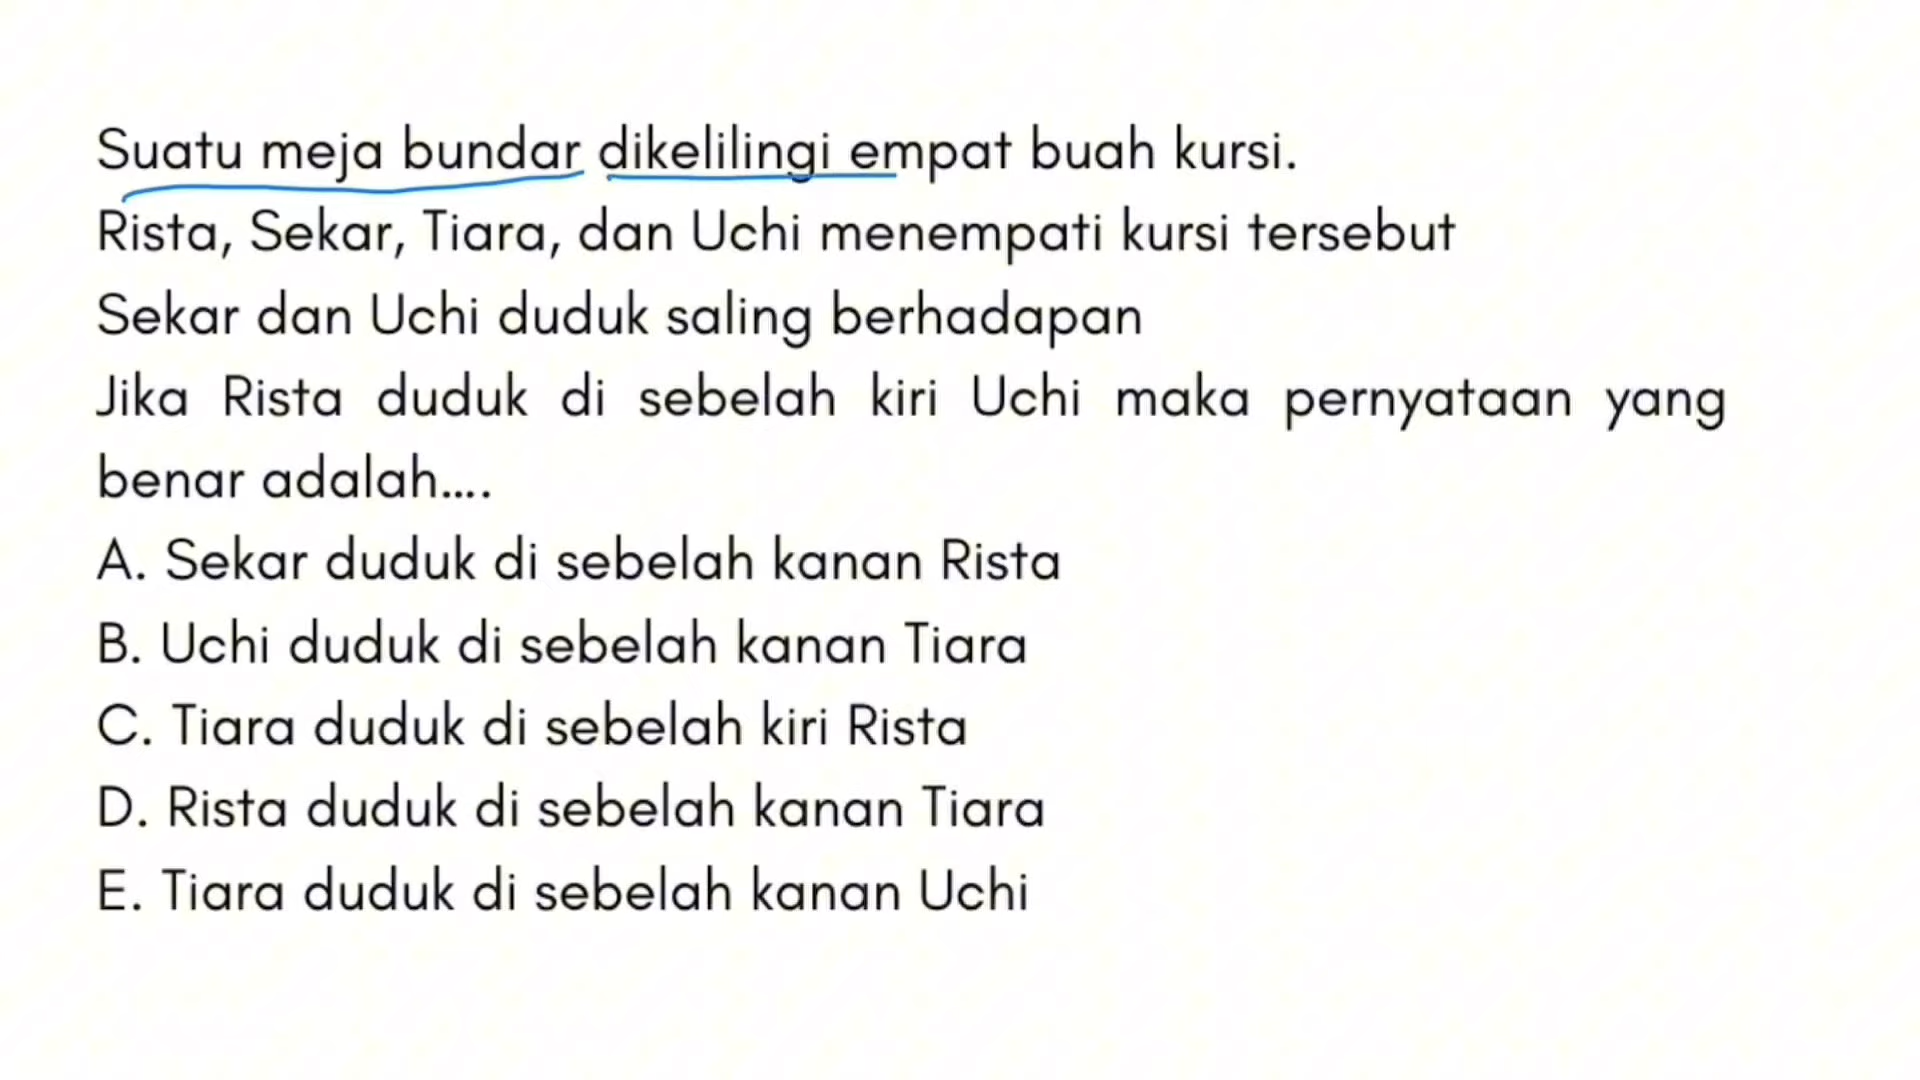 Suatu meja bundar dikelilingi empat buah kursi.
Rista, Sekar, Tiara, dan Uchi menempati kursi tersebut
Sekar dan Uchi duduk saling berhadapan
Jika Rista duduk di sebelah kiri Uchi maka pernyataan yang
benar adalah....
A. Sekar duduk di sebelah kanan Rista
B. Uchi duduk di sebelah kanan Tiara
C. Tiara duduk di sebelah kiri Rista
D. Rista duduk di sebelah kanan Tiara
E. Tiara duduk di sebelah kanan Uchi